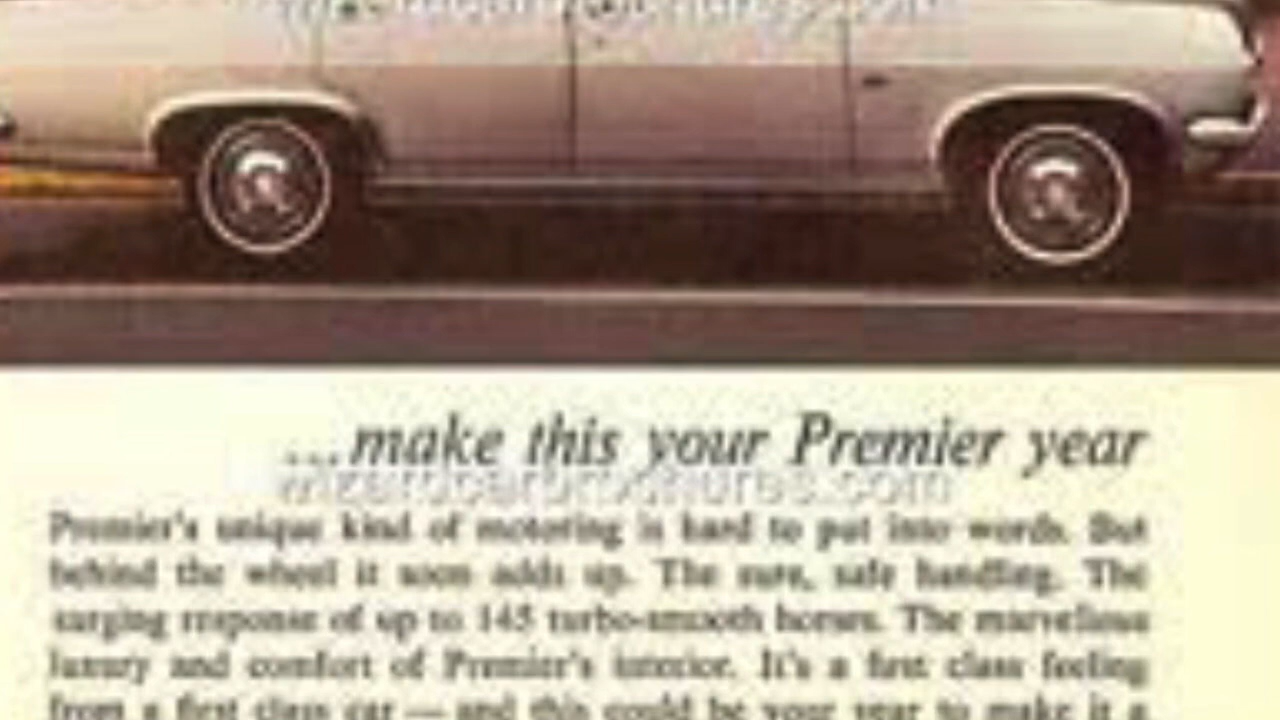 ...make this your Premier year
Premier's unique kind of motoring is hard to put into words. But
behind the wheel it soon adds up. The sure, safe handling. The
surging response of up to 145 turbo-smooth horses. The marvellous
luxury and comfort of Premier's interior. It's a first class feeling
from a first class car — and this could be your year to make it a